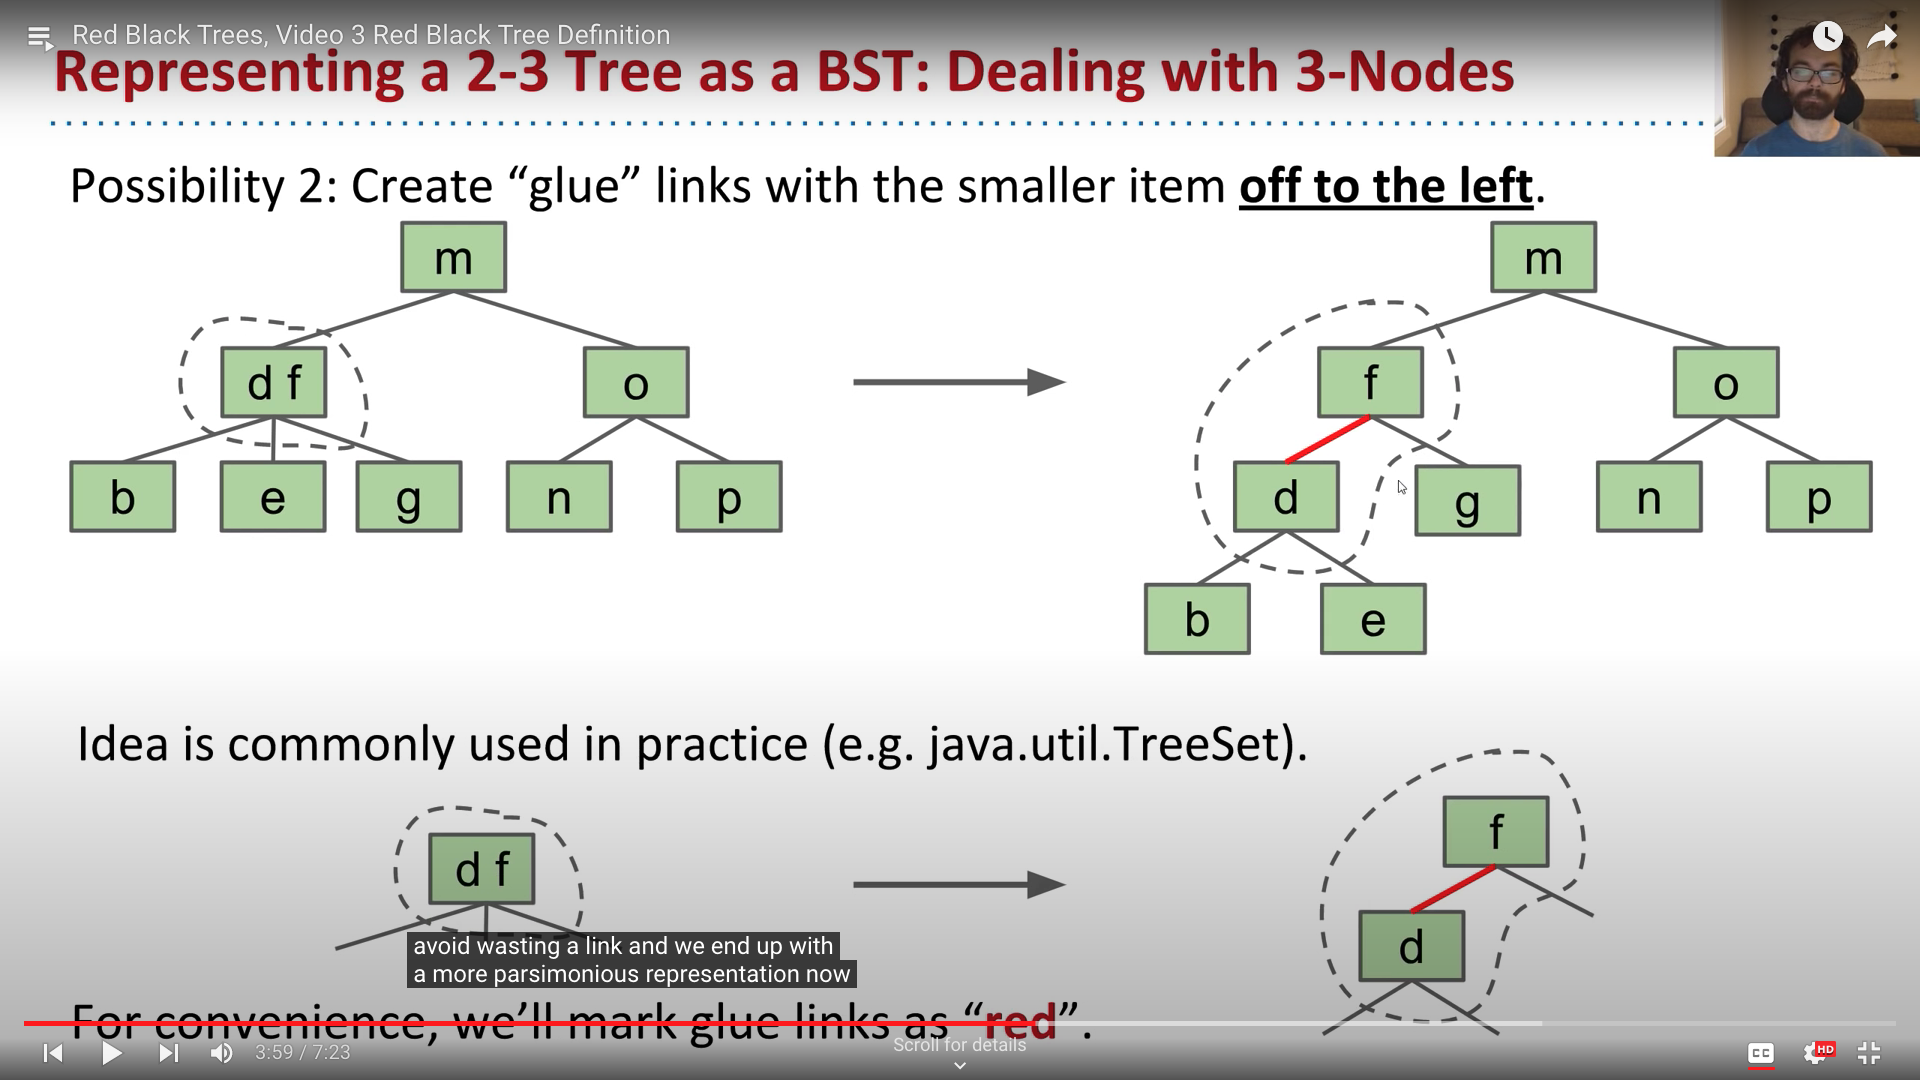 Red Black Trees, Video 3 Red Black Tree Definition
Representing a 2-3 Tree as a BST: Dealing with 3-Nodes
Possibility 2: Create “glue” links with the smaller item off to the left.
m
m
d f
o
f
o
b
e
g
n
p
d
g
n
p
b
e
Idea is commonly used in practice (e.g. java.util.TreeSet).
d f
f
d
avoid wasting a link and we end up with
a more parsimonious representation now
For convenience, we’ll mark glue links as “red”.
3:59 / 7:23
Scroll for details
CC
HD